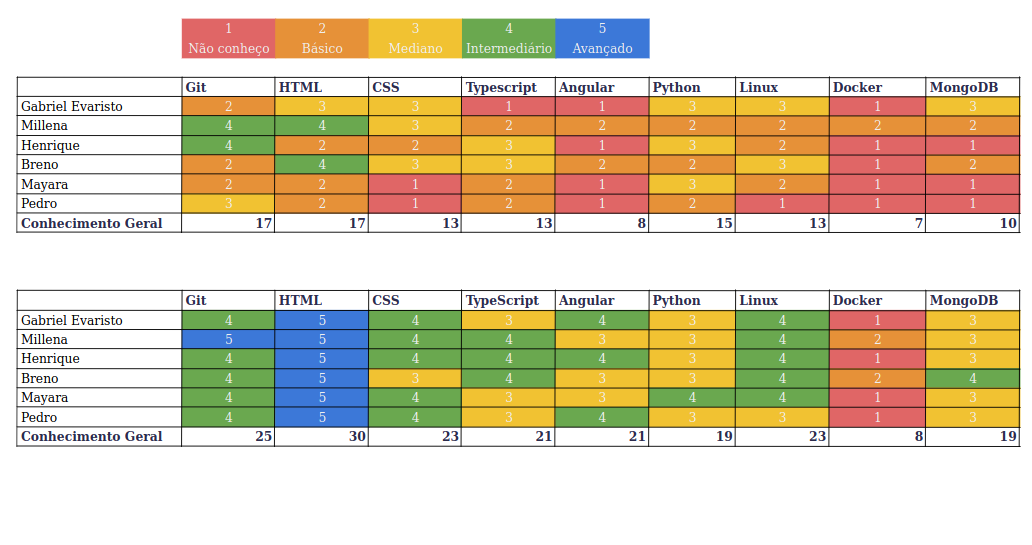 1 2 3 4 5
Não conheço Básico Mediano Intermediário Avançado
Git HTML CSS Typescript Angular Python Linux Docker MongoDB
Gabriel Evaristo 2 3 3 1 1 3 3 1 3
Millena 4 4 3 2 2 2 2 2 2
Henrique 4 2 2 3 1 3 2 1 1
Breno 2 4 3 3 2 2 3 1 2
Mayara 2 2 1 2 1 3 2 1 1
Pedro 3 2 1 2 1 2 1 1 1
Conhecimento Geral 17 17 13 13 8 15 13 7 10
Git HTML CSS TypeScript Angular Python Linux Docker MongoDB
Gabriel Evaristo 4 5 4 3 4 3 4 1 3
Millena 5 5 4 4 3 3 4 2 3
Henrique 4 5 4 4 4 3 4 1 3
Breno 4 5 3 4 3 3 4 2 4
Mayara 4 5 4 3 3 4 4 1 3
Pedro 4 5 4 3 4 3 3 1 3
Conhecimento Geral 25 30 23 21 21 19 23 8 19